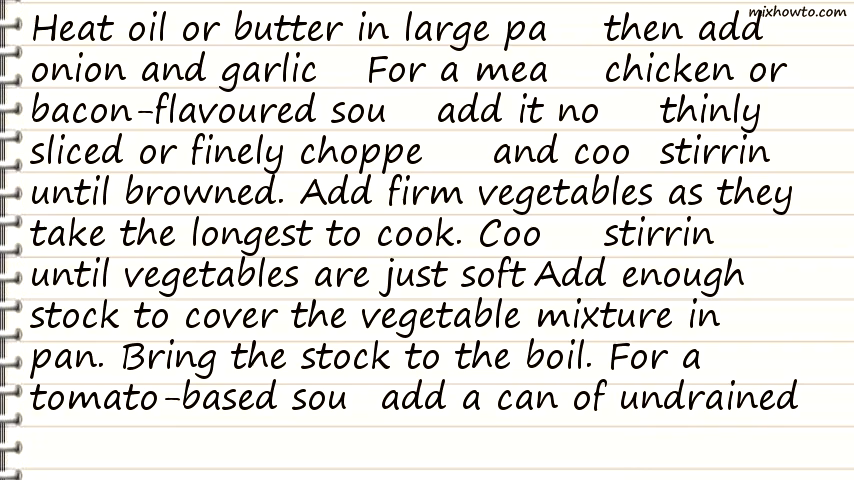 mixhowto.com
Heat oil or butter in large pa then add
onion and garlic For a mea chicken or
bacon-flavoured sou add it no thinly
sliced or finely choppe and coo stirrin
until browned. Add firm vegetables as they
take the longest to cook. Coo stirrin
until vegetables are just soft Add enough
stock to cover the vegetable mixture in
pan. Bring the stock to the boil. For a
tomato-based sou add a can of undrained